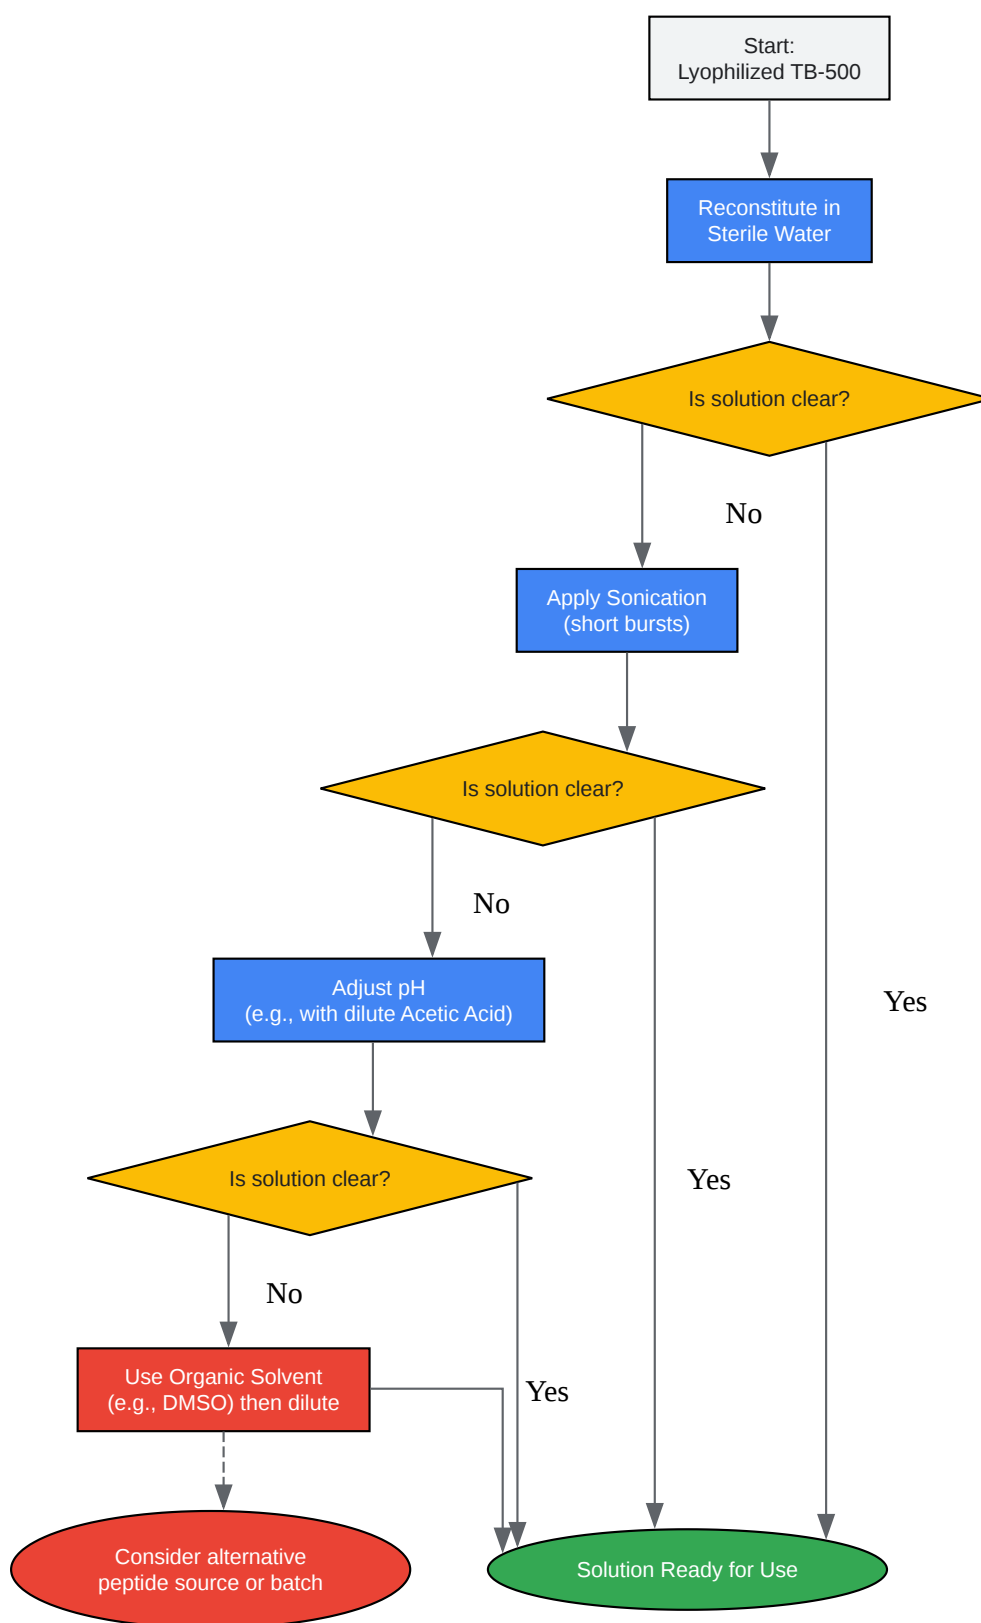 Start:
Lyophilized TB-500
Reconstitute in
Sterile Water
Is solution clear?
No
Apply Sonication
(short bursts)
Is solution clear?
No
Adjust pH
(e.g., with dilute Acetic Acid)
Yes
Is solution clear?
Yes
No
Use Organic Solvent
(e.g., DMSO) then dilute
Yes
Consider alternative
peptide source or batch
Solution Ready for Use